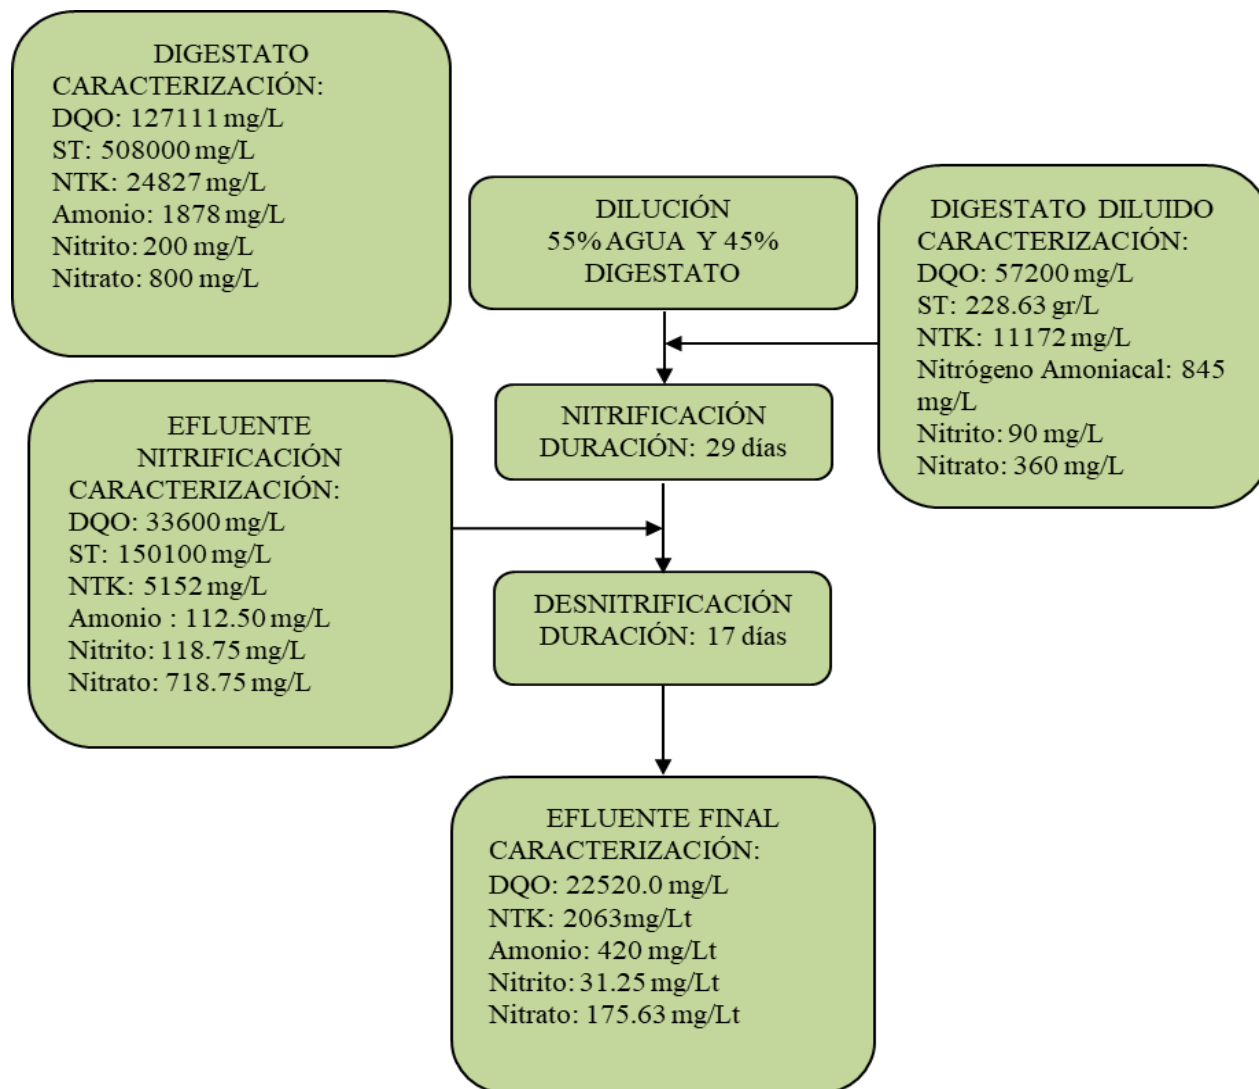 DIGESTATO
CARACTERIZACIÓN:
DQO: 127111 mg/L
ST: 508000 mg/L
NTK: 24827 mg/L
Amonio: 1878 mg/L
Nitrito: 200 mg/L
Nitrato: 800 mg/L
DILUCIÓN
55% AGUA Y 45%
DIGESTATO
DIGESTATO DILUIDO
CARACTERIZACIÓN:
DQO: 57200 mg/L
ST: 228.63 gr/L
NTK: 11172 mg/L
Nitrógeno Amoniacal: 845
mg/L
Nitrito: 90 mg/L
Nitrato: 360 mg/L
NITRIFICACIÓN
DURACIÓN: 29 días
EFLUENTE
NITRIFICACIÓN
CARACTERIZACIÓN:
DQO: 33600 mg/L
ST: 150100 mg/L
NTK: 5152 mg/L
Amonio : 112.50 mg/L
Nitrito: 118.75 mg/L
Nitrato: 718.75 mg/L
DESNITRIFICACIÓN
DURACIÓN: 17 días
EFLUENTE FINAL
CARACTERIZACIÓN:
DQO: 22520.0 mg/L
NTK: 2063mg/Lt
Amonio: 420 mg/Lt
Nitrito: 31.25 mg/Lt
Nitrato: 175.63 mg/Lt